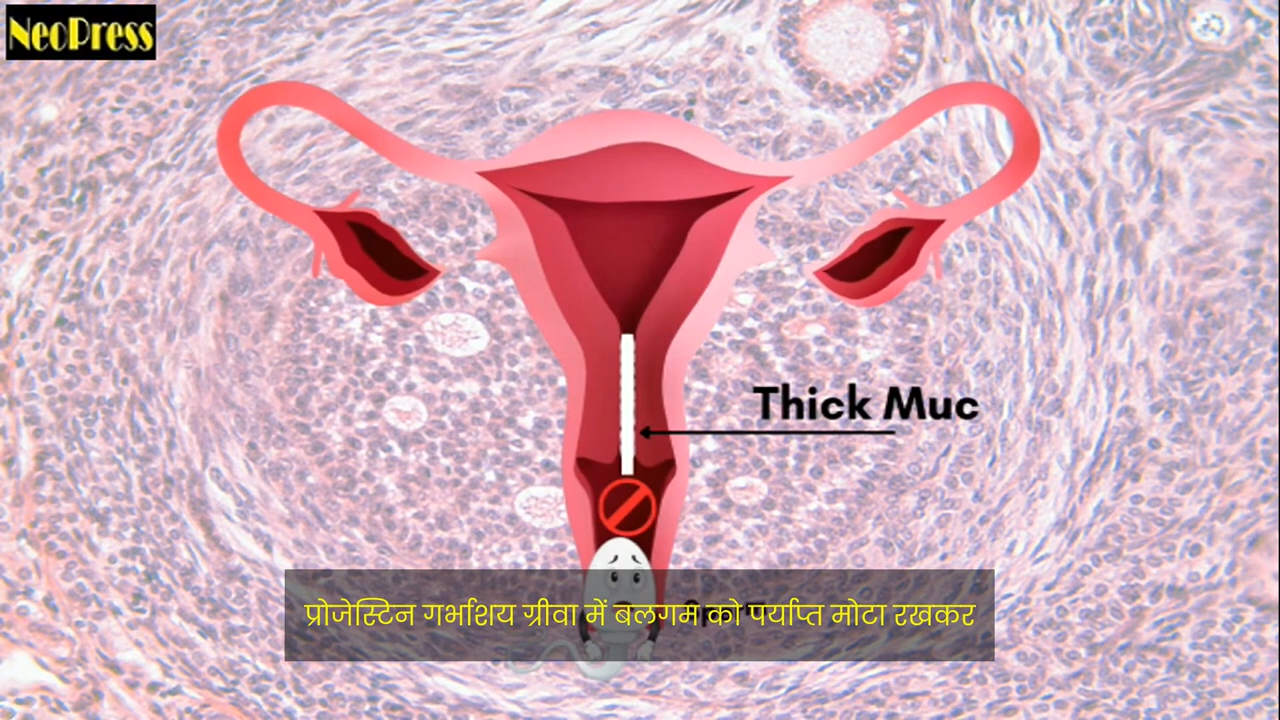 NeoPress
Thick Muc
प्रोजेस्टिन गर्भाशय ग्रीवा में बलगम को पर्याप्त मोटा रखकर